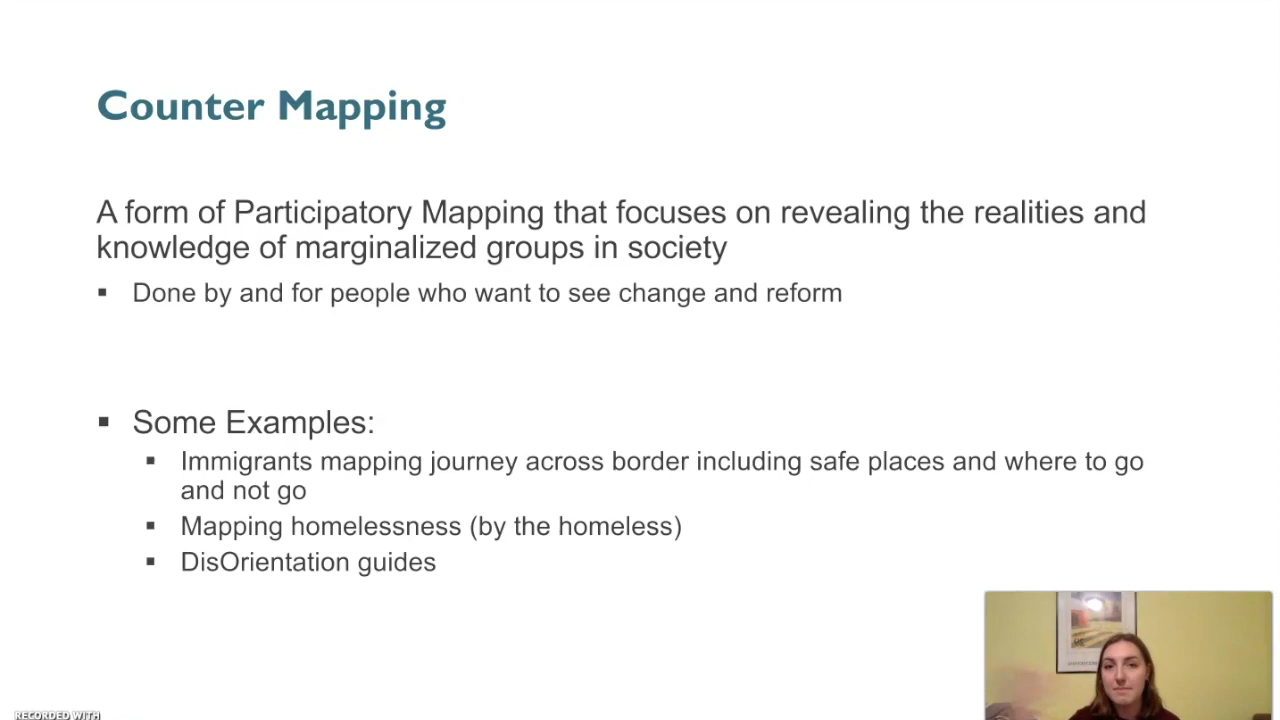 Counter Mapping
A form of Participatory Mapping that focuses on revealing the realities and
knowledge of marginalized groups in society
▪ Done by and for people who want to see change and reform
▪ Some Examples:
▪ Immigrants mapping journey across border including safe places and where to go
and not go
▪ Mapping homelessness (by the homeless)
▪ DisOrientation guides
RECORDED WITH